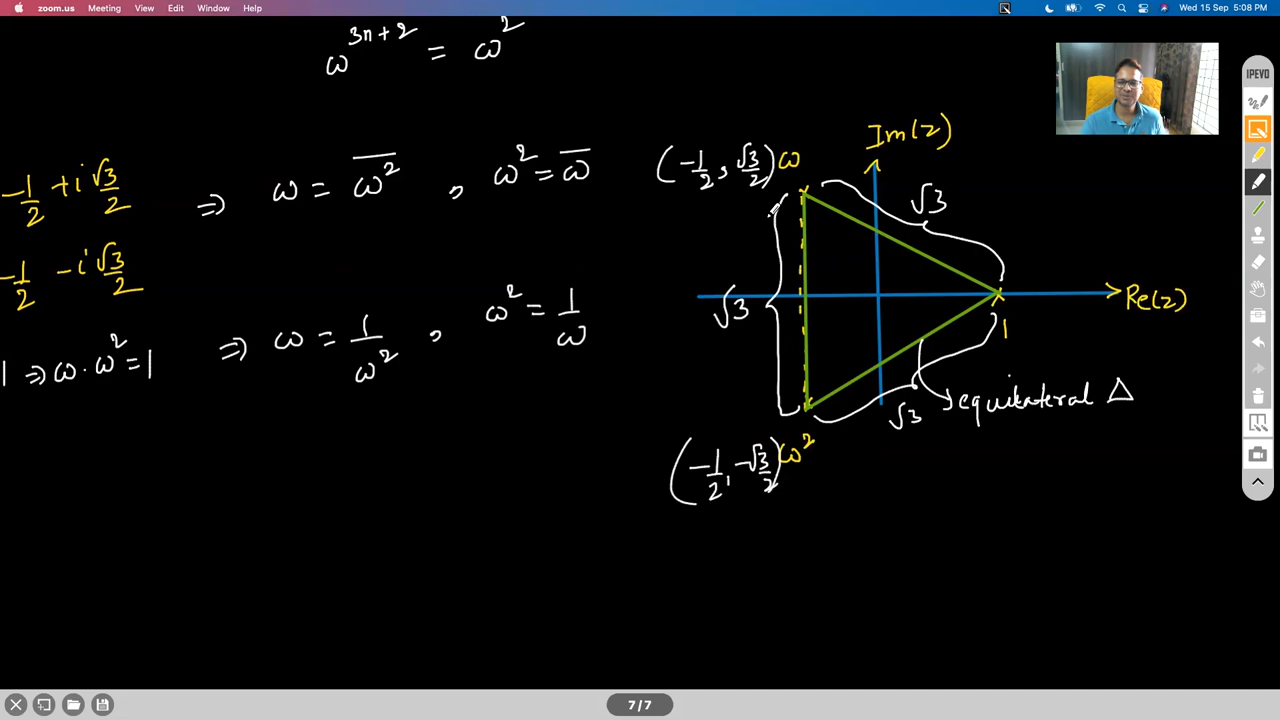 zoom.us Meeting View Edit Window Help Wed 15 Sep 5:08 PM
IPEVO
ω^{3n+2} = ω^2
Im(z)
-1/2 + i √3/2 ⇒ ω = \overline{ω^2} , ω^2 = \overline{ω}
(-1/2, √3/2) ω
√3
-1/2 - i √3/2
√3
Re(z)
1
1 ⇒ ω · ω^2 = 1 ⇒ ω = 1/ω^2 , ω^2 = 1/ω
√3
equilateral Δ
(-1/2, -√3/2) ω^2
7/7